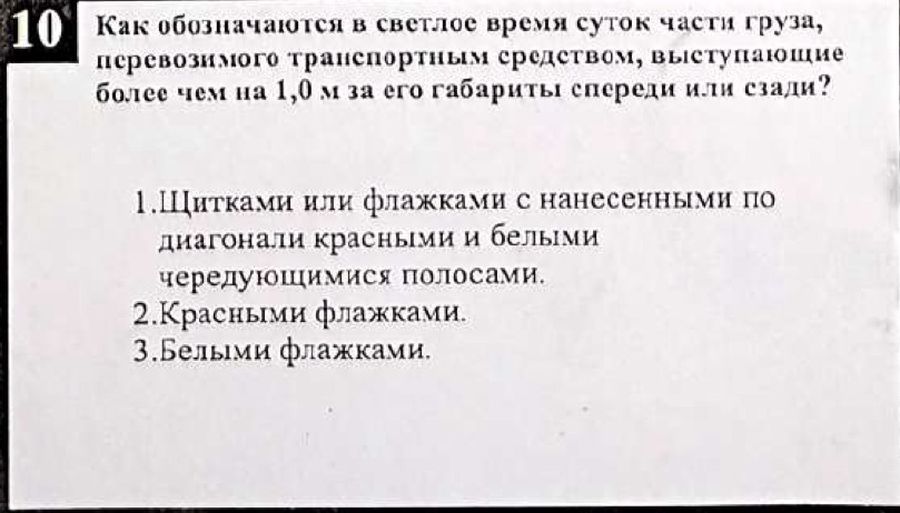 10
Как обозначаются в светлое время суток части груза,
перевозимого транспортным средством, выступающие
более чем на 1,0 м за его габариты спереди или сзади?
1.Щитками или флажками с нанесенными по
диагонали красными и белыми
чередующимися полосами.
2.Красными флажками.
3.Белыми флажками.